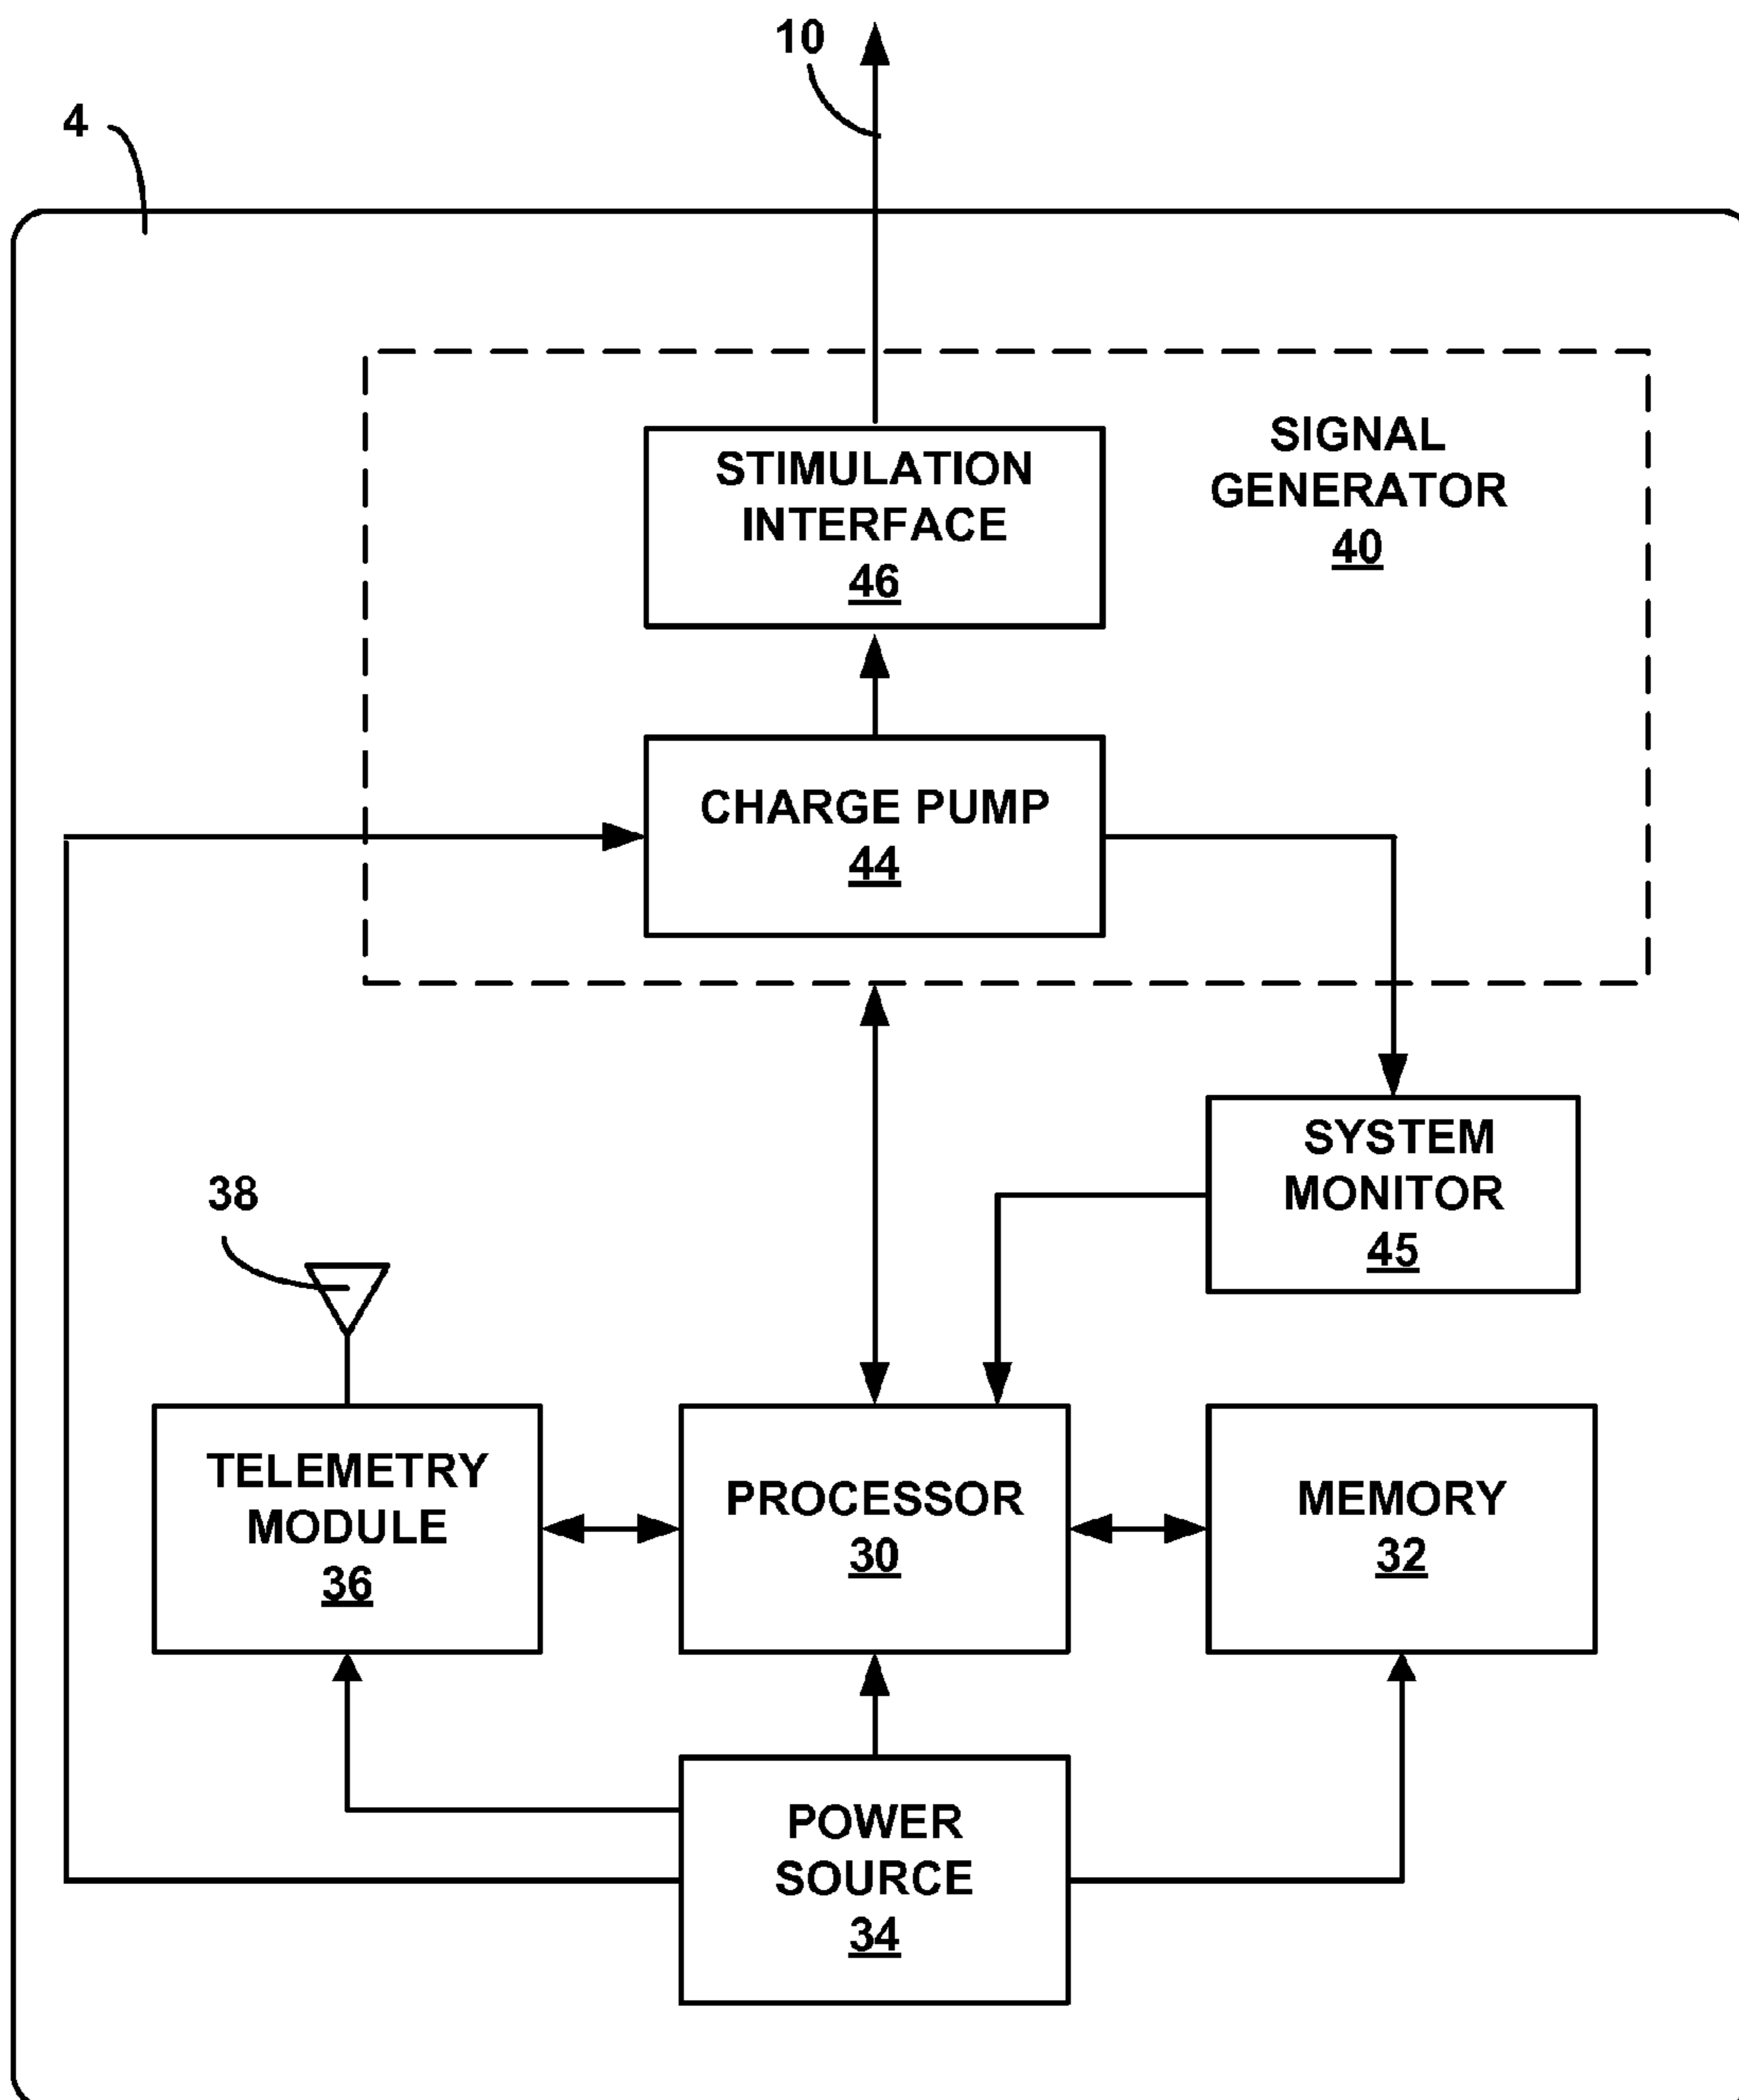 10
4
STIMULATION
INTERFACE
46
SIGNAL
GENERATOR
40
CHARGE PUMP
44
SYSTEM
MONITOR
45
38
TELEMETRY
MODULE
36
PROCESSOR
30
MEMORY
32
POWER
SOURCE
34